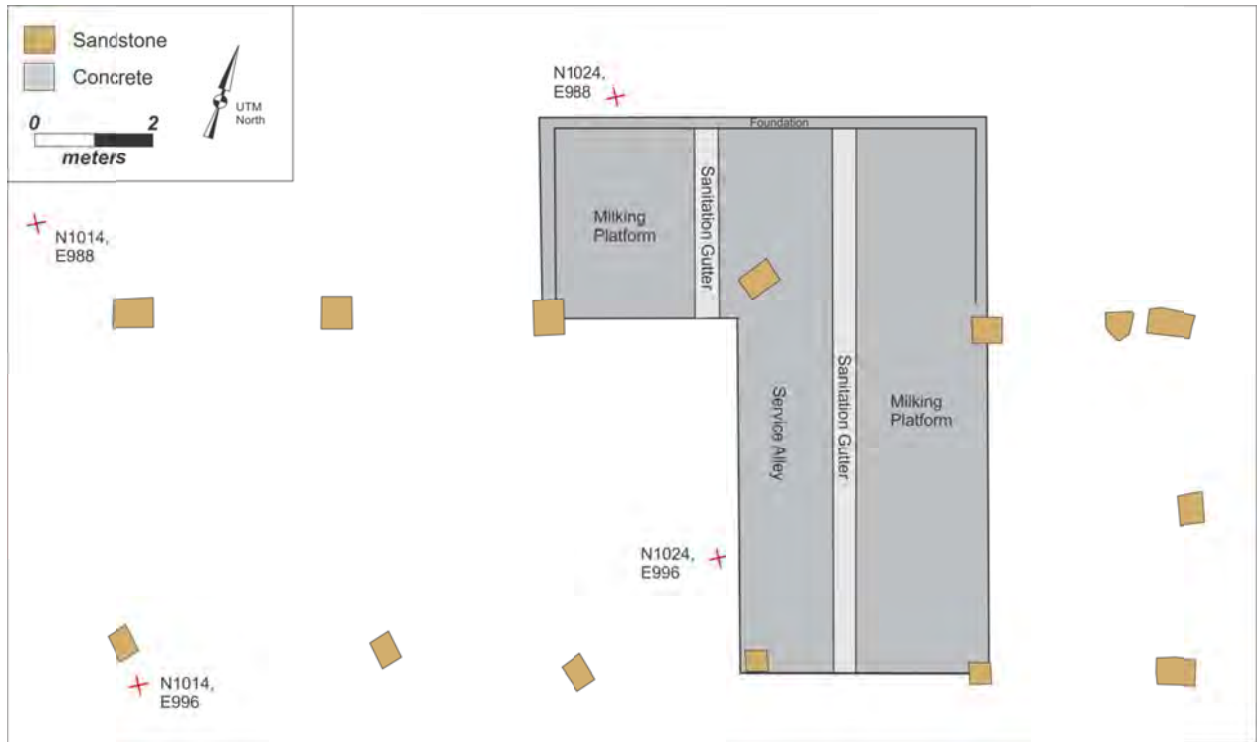 Sandstone
Concrete
0 2
meters
UTM
North
N1024,
E988
N1014,
E988
Foundation
Milking
Platform
Sanitation Gutter
Sanitation Gutter
Service Alley
Milking
Platform
N1024,
E996
N1014,
E996